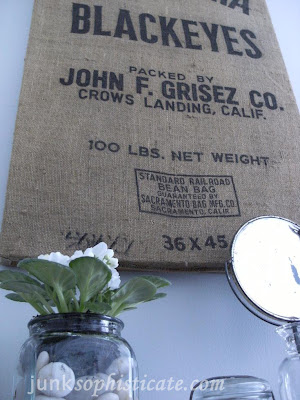 BLACKEYES
PACKED BY
JOHN F. GRISEZ CO.
CROWS LANDING, CALIF.
100 LBS. NET WEIGHT
STANDARD RAILROAD
BEAN BAG
GUARANTEED BY
SACRAMENTO BAG MFG. CO.
SACRAMENTO, CALIF.
36 X 45
junksophisticate.com